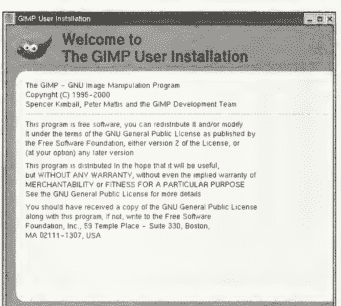 GIMP User Installation
Welcome to
The GIMP User Installation
The GIMP - GNU Image Manipulation Program
Copyright (C) 1995-2000
Spencer Kimball, Peter Mattis and the GIMP Development Team
This program is free software, you can redistribute it and/or modify
it under the terms of the GNU General Public License as published by
the Free Software Foundation, either version 2 of the License, or
(at your option) any later version
This program is distributed in the hope that it will be useful,
but WITHOUT ANY WARRANTY, without even the implied warranty of
MERCHANTABILITY or FITNESS FOR A PARTICULAR PURPOSE
See the GNU General Public License for more details
You should have received a copy of the GNU General Public License
along with this program, if not, write to the Free Software
Foundation, Inc., 59 Temple Place - Suite 330, Boston,
MA 02111-1307, USA